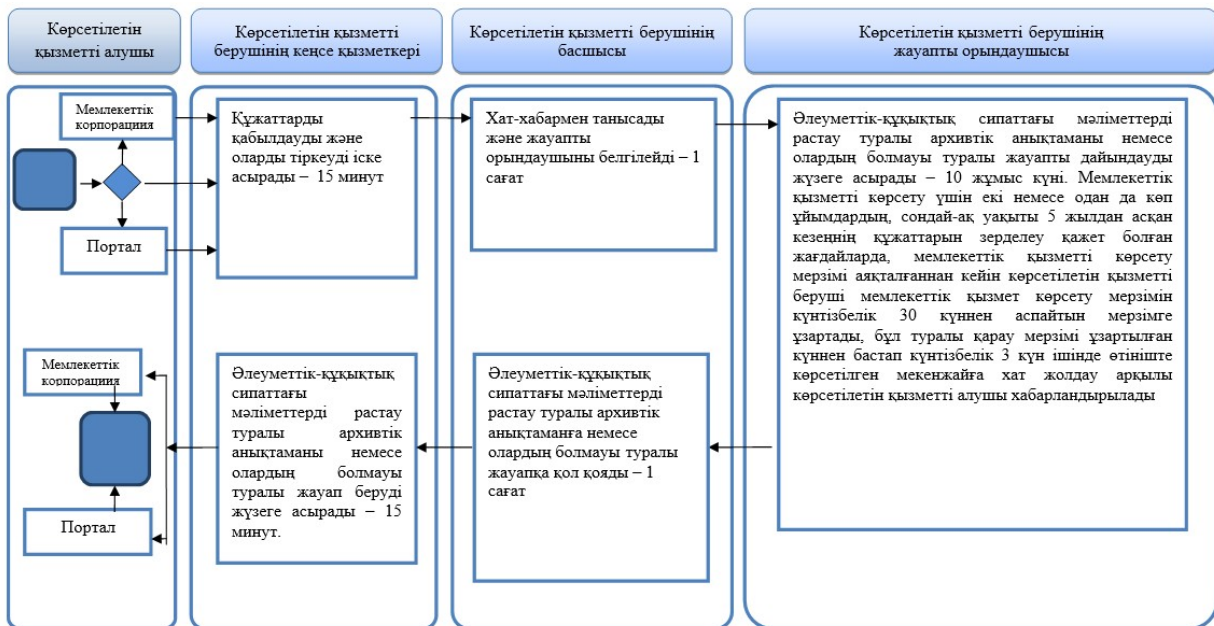 Көрсетілетін
қызметті алушы
Көрсетілетін қызметті
берушінің кеңсе қызметкері
Көрсетілетін қызметті берушінің
басшысы
Көрсетілетін қызметті берушінің
жауапты орындаушысы
Мемлекеттік
корпорациия
Портал
Құжаттарды
қабылдауды және
оларды тіркеуді іске
асырады – 15 минут
Хат-хабармен танысады
және жауапты
орындаушыны белгілейді – 1
сағат
Әлеуметтік-құқықтық сипаттағы мәліметтерді
растау туралы архивтік анықтаманы немесе
олардың болмауы туралы жауапты дайындауды
жүзеге асырады – 10 жұмыс күні. Мемлекеттік
қызметті көрсету үшін екі немесе одан да көп
ұйымдардың, сондай-ақ уақыты 5 жылдан асқан
кезеңнің құжаттарын зерделеу қажет болған
жағдайларда, мемлекеттік қызметті көрсету
мерзімі аяқталғаннан кейін көрсетілетін қызметті
беруші мемлекеттік қызмет көрсету мерзімін
күнтізбелік 30 күннен аспайтын мерзімге
ұзартады, бұл туралы қарау мерзімі ұзартылған
күннен бастап күнтізбелік 3 күн ішінде өтініште
көрсетілген мекенжайға хат жолдау арқылы
көрсетілетін қызметті алушы хабарландырылады
Мемлекеттік
корпорациия
Портал
Әлеуметтік-құқықтық
сипаттағы
мәліметтерді растау
туралы архивтік
анықтаманы немесе
олардың болмауы
туралы жауап беруді
жүзеге асырады – 15
минут.
Әлеуметтік-құқықтық
сипаттағы мәліметтерді
растау туралы архивтік
анықтаманға немесе
олардың болмауы туралы
жауапқа қол қояды – 1
сағат